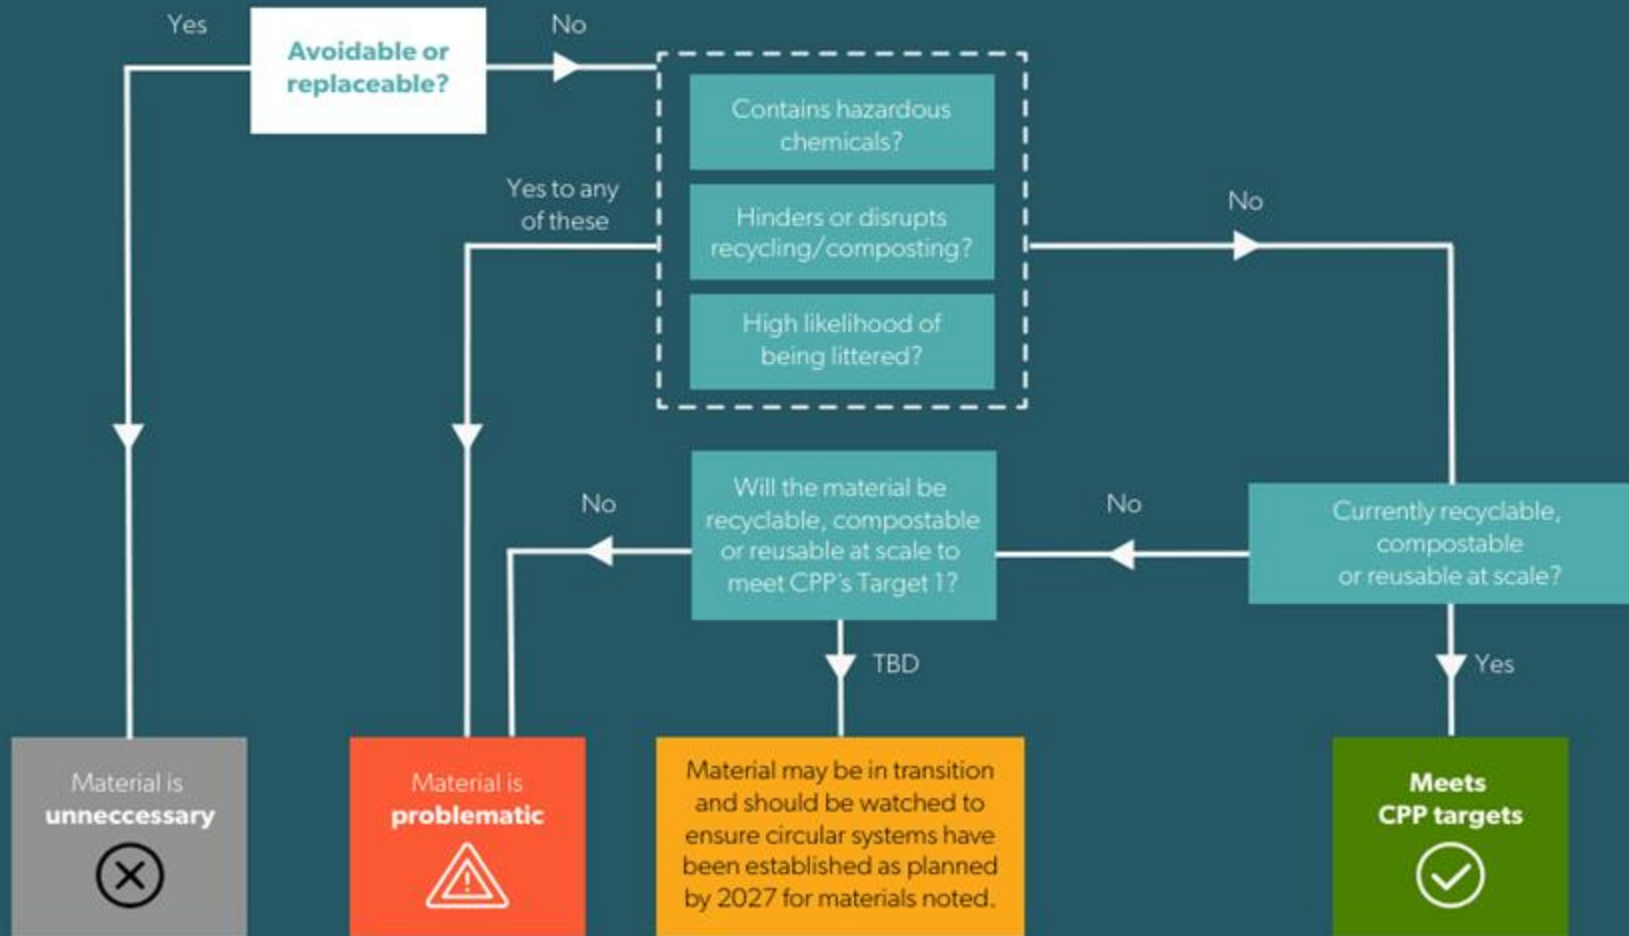 Yes
Avoidable or
replaceable?
No
Contains hazardous
chemicals?
Yes to any
of these
Hinders or disrupts
recycling/composting?
No
High likelihood of
being littered?
No
Will the material be
recyclable, compostable
or reusable at scale to
meet CPP's Target 1?
No
Currently recyclable,
compostable
or reusable at scale?
TBD
Yes
Material is
unneccessary
Material is
problematic
Material may be in transition
and should be watched to
ensure circular systems have
been established as planned
by 2027 for materials noted.
Meets
CPP targets